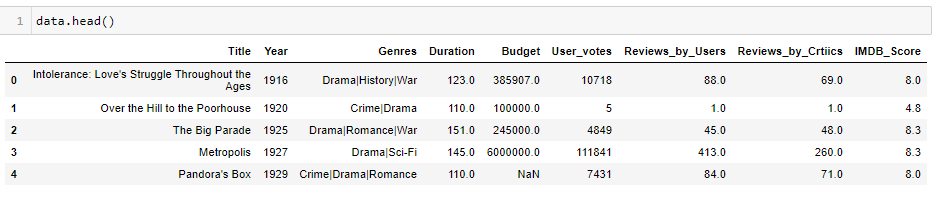 1 data.head()
Title Year Genres Duration Budget User_votes Reviews_by_Users Reviews_by_Crtiics IMDB_Score
0 Intolerance: Love's Struggle Throughout the Ages 1916 Drama|History|War 123.0 385907.0 10718 88.0 69.0 8.0
1 Over the Hill to the Poorhouse 1920 Crime|Drama 110.0 100000.0 5 1.0 1.0 4.8
2 The Big Parade 1925 Drama|Romance|War 151.0 245000.0 4849 45.0 48.0 8.3
3 Metropolis 1927 Drama|Sci-Fi 145.0 6000000.0 111841 413.0 260.0 8.3
4 Pandora's Box 1929 Crime|Drama|Romance 110.0 NaN 7431 84.0 71.0 8.0